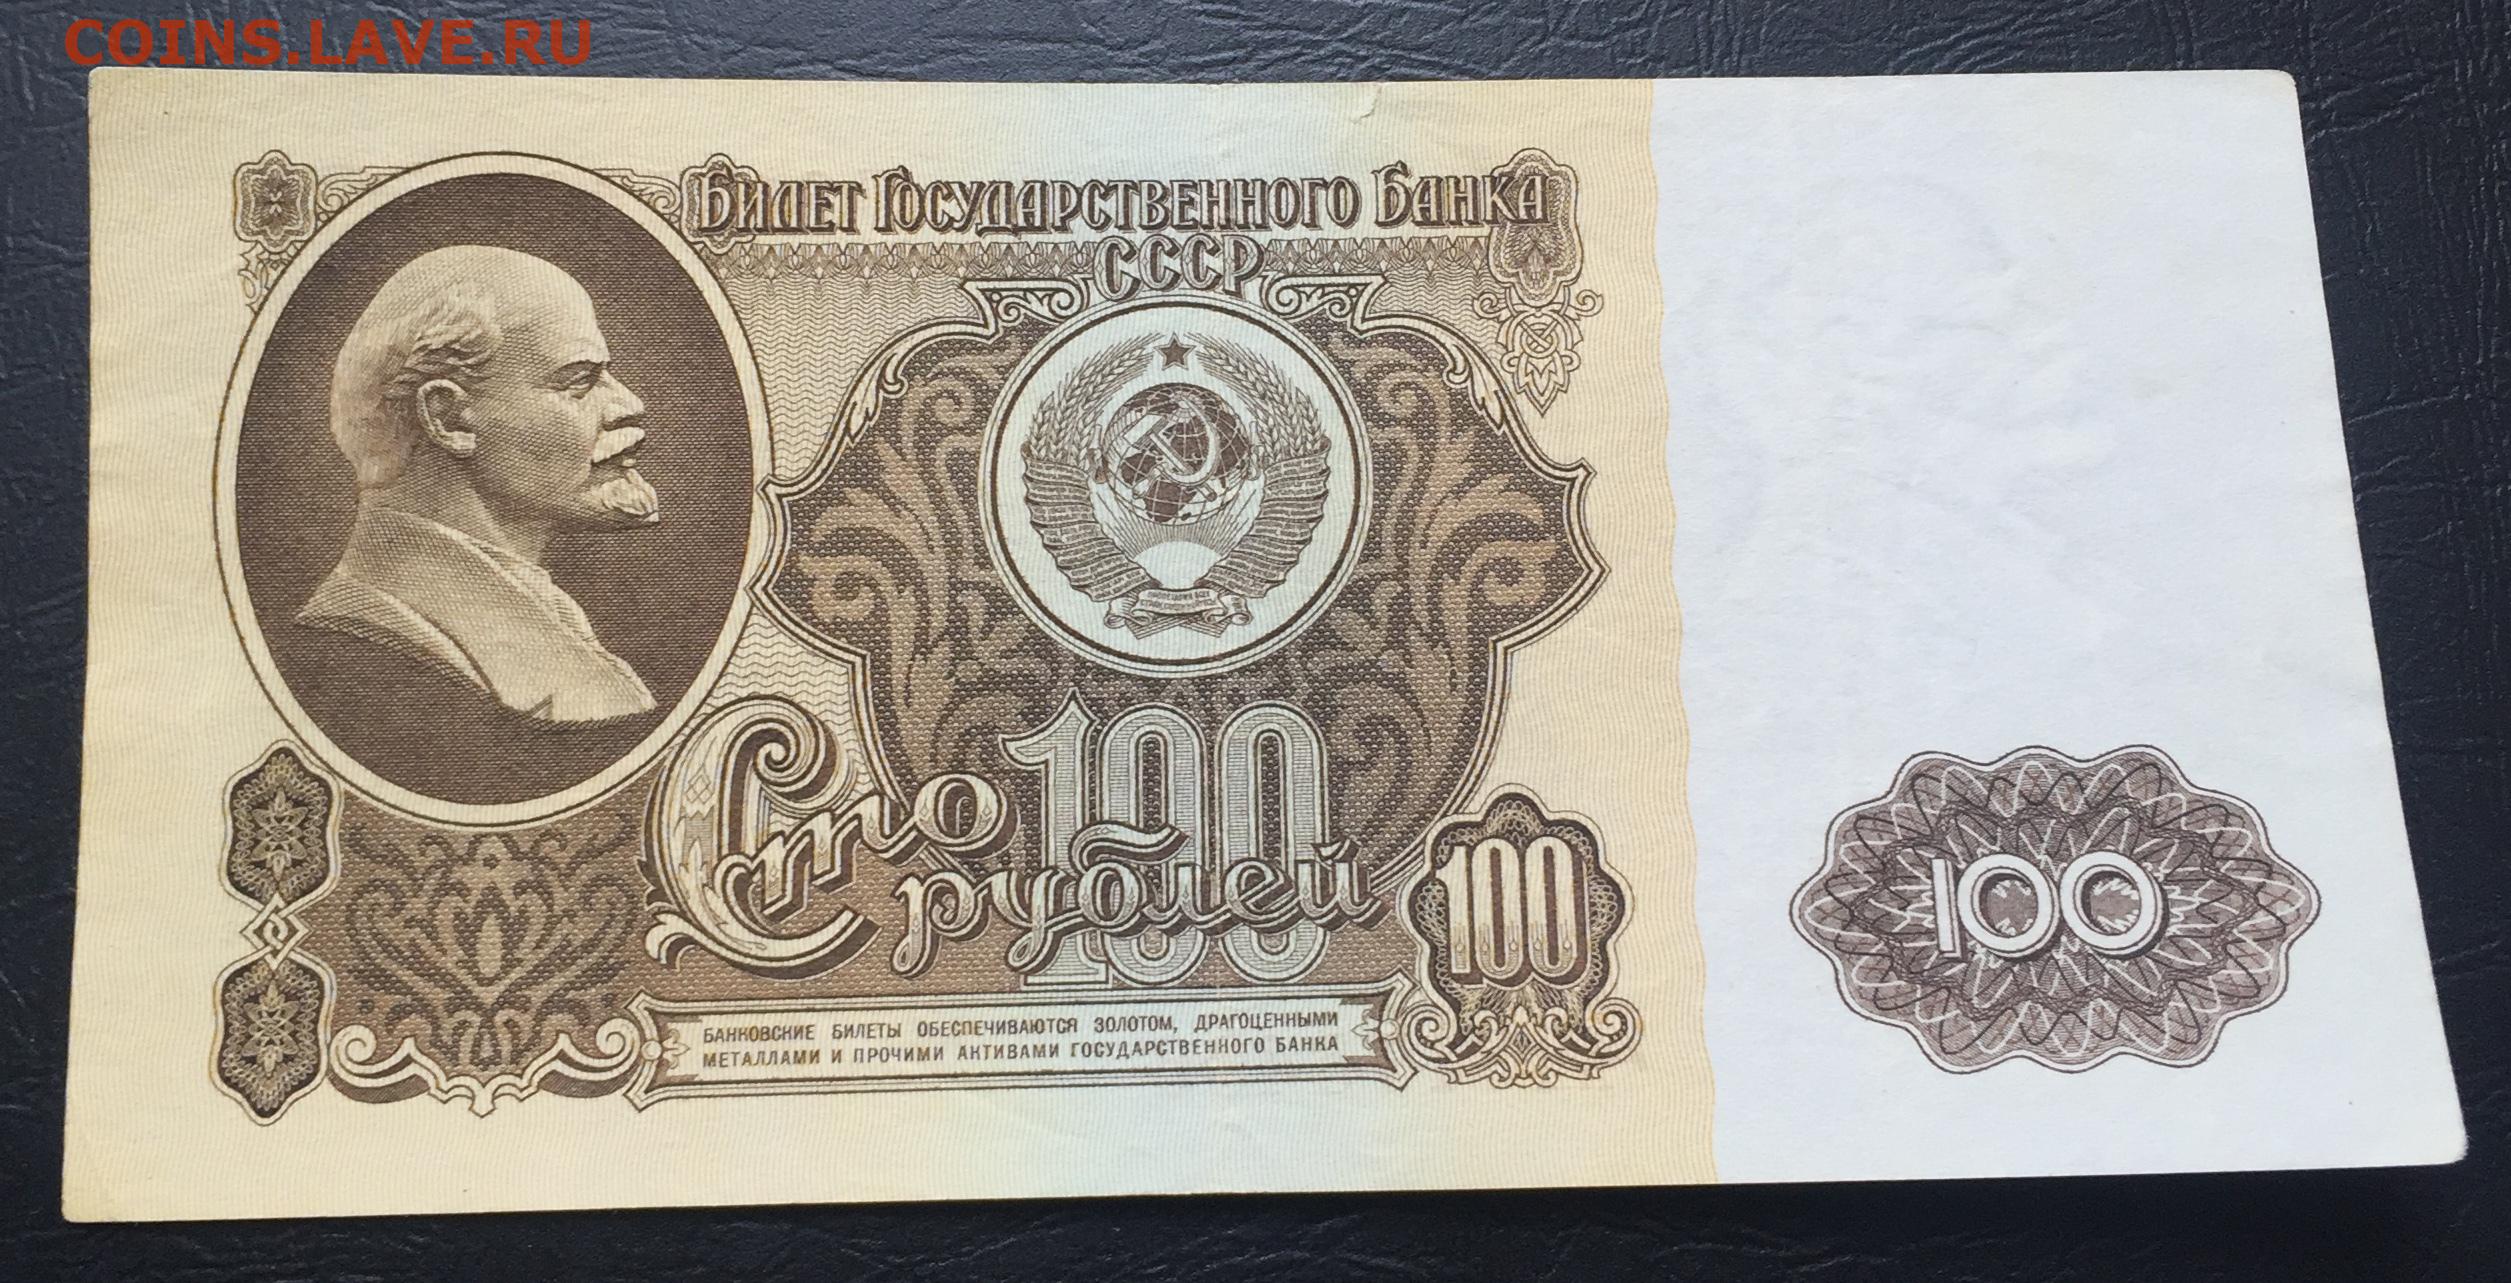 COINS.LAVE.RU
БИЛЕТ ГОСУДАРСТВЕННОГО БАНКА
СССР
100
Сто
рублей
100
100
БАНКОВСКИЕ БИЛЕТЫ ОБЕСПЕЧИВАЮТСЯ ЗОЛОТОМ, ДРАГОЦЕННЫМИ
МЕТАЛЛАМИ И ПРОЧИМИ АКТИВАМИ ГОСУДАРСТВЕННОГО БАНКА